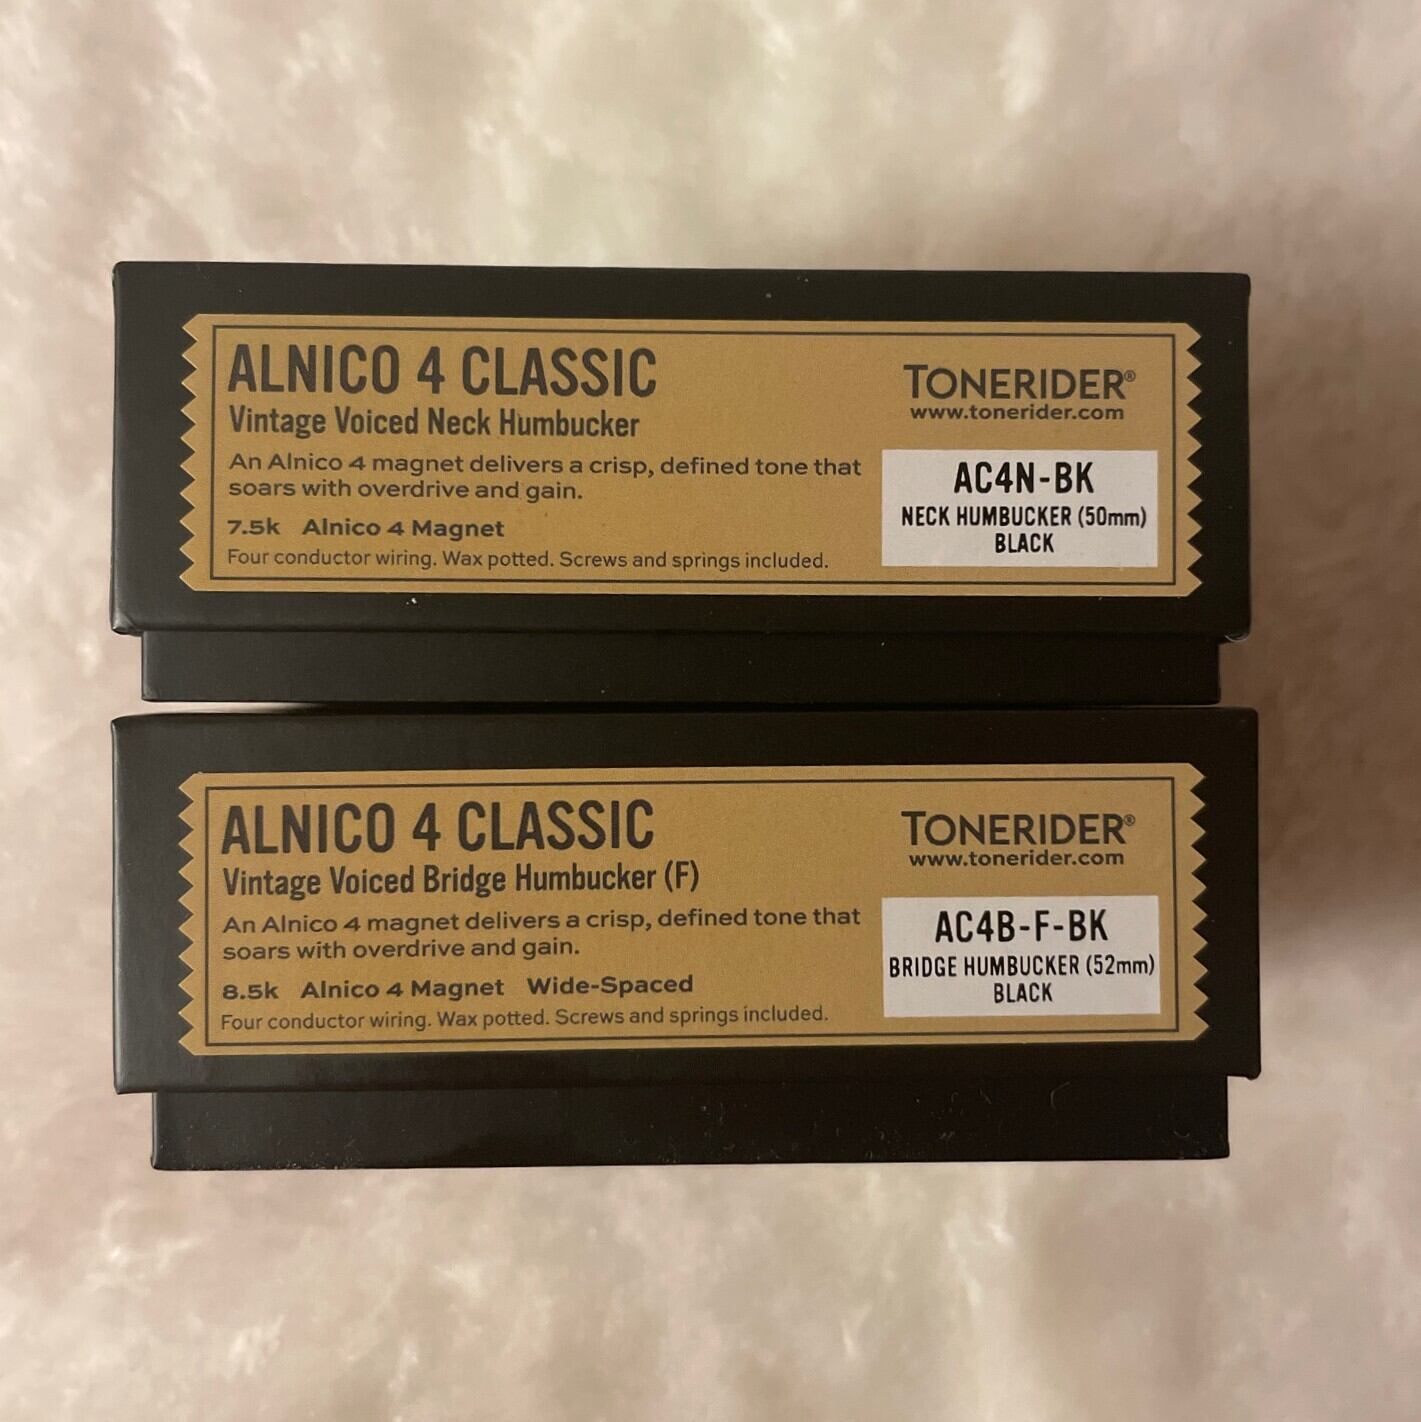 ALNICO 4 CLASSIC
Vintage Voiced Neck Humbucker
An Alnico 4 magnet delivers a crisp, defined tone that
soars with overdrive and gain.
7.5k Alnico 4 Magnet
Four conductor wiring. Wax potted. Screws and springs included.
TONERIDER®
www.tonerider.com
AC4N-BK
NECK HUMBUCKER (50mm)
BLACK
ALNICO 4 CLASSIC
Vintage Voiced Bridge Humbucker (F)
An Alnico 4 magnet delivers a crisp, defined tone that
soars with overdrive and gain.
8.5k Alnico 4 Magnet Wide-Spaced
Four conductor wiring. Wax potted. Screws and springs included.
TONERIDER®
www.tonerider.com
AC4B-F-BK
BRIDGE HUMBUCKER (52mm)
BLACK